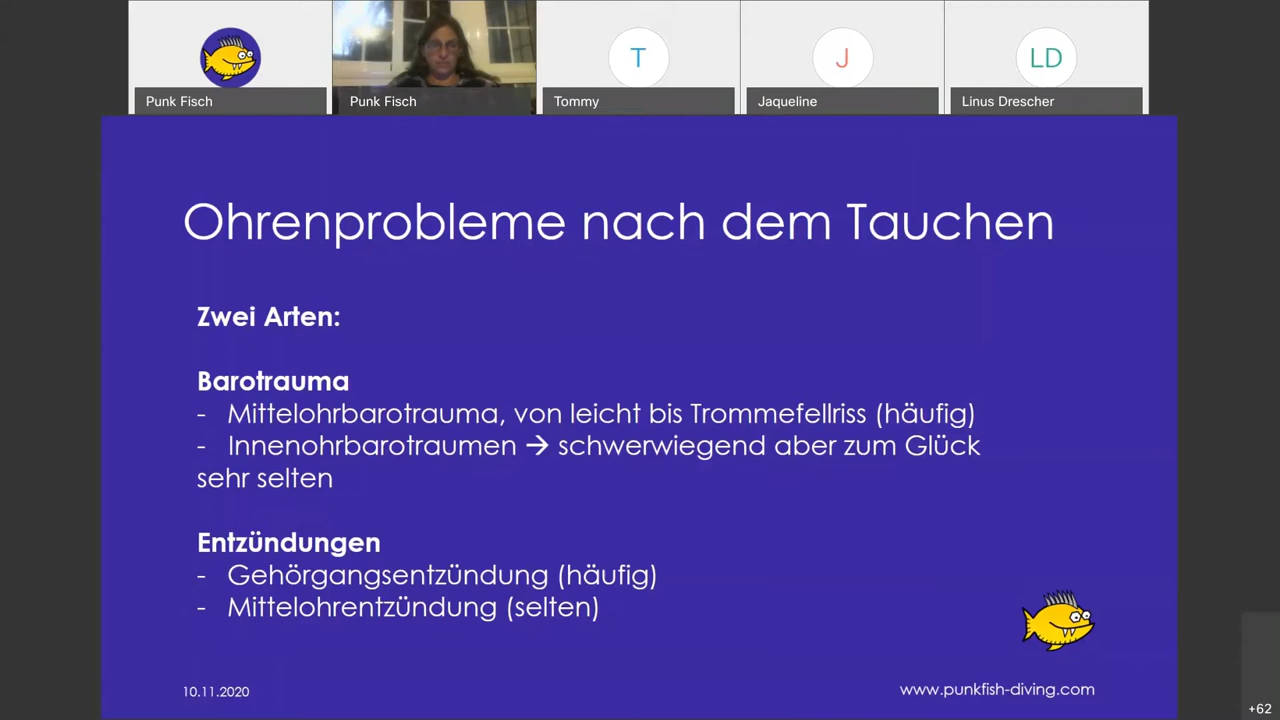 Punk Fisch
Punk Fisch
T
Tommy
J
Jaqueline
LD
Linus Drescher
Ohrenprobleme nach dem Tauchen
Zwei Arten:
Barotrauma
- Mittelohrbarotrauma, von leicht bis Trommefellriss (häufig)
- Innenohrbarotraumen → schwerwiegend aber zum Glück
sehr selten
Entzündungen
- Gehörgangsentzündung (häufig)
- Mittelohrentzündung (selten)
10.11.2020
www.punkfish-diving.com
+62